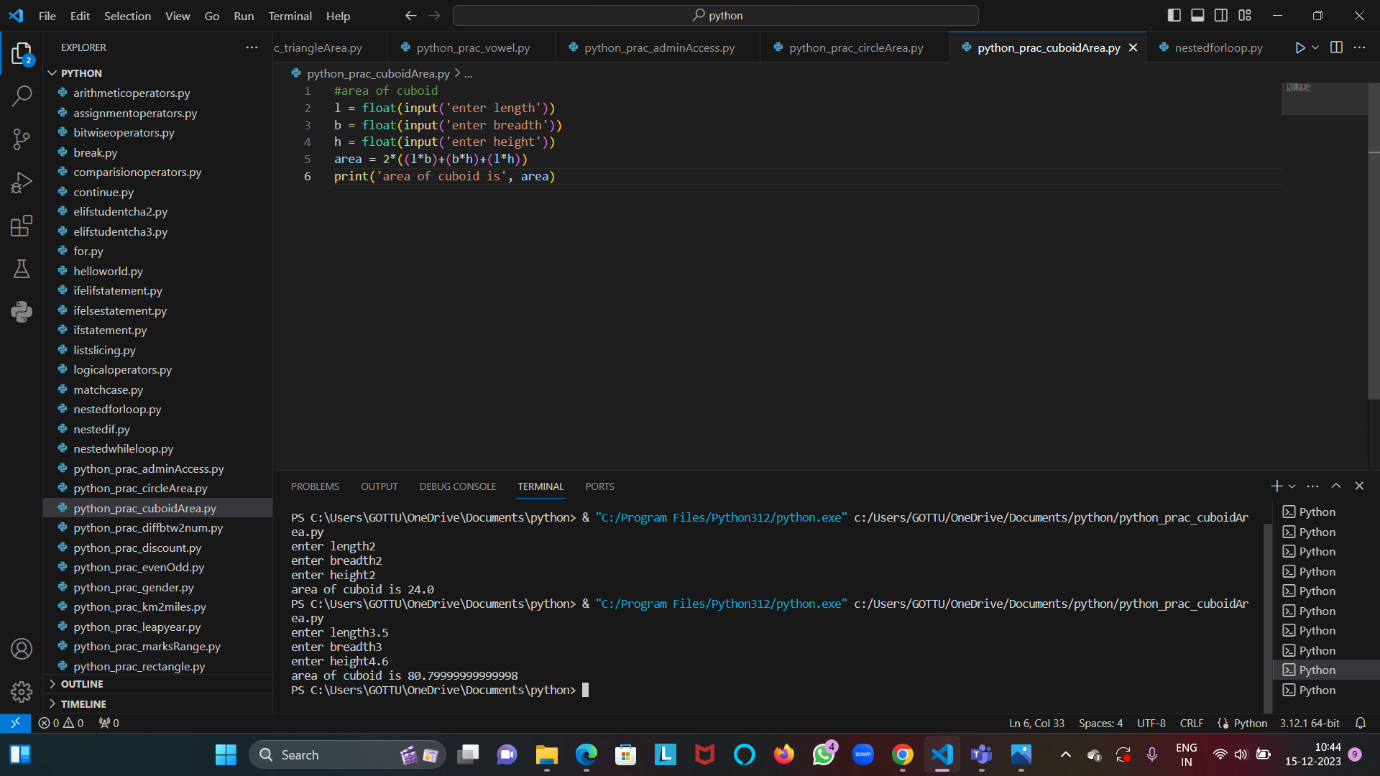 File Edit Selection View Go Run Terminal Help
python
EXPLORER
PYTHON
arithmeticoperators.py
assignmentoperators.py
bitwiseoperators.py
break.py
comparisionoperators.py
continue.py
elifstudentcha2.py
elifstudentcha3.py
for.py
helloworld.py
ifelifstatement.py
ifelsestatement.py
ifstatement.py
listslicing.py
logicaloperators.py
matchcase.py
nestedforloop.py
nestedif.py
nestedwhileloop.py
python_prac_adminAccess.py
python_prac_circleArea.py
python_prac_cuboidArea.py
python_prac_diffbtw2num.py
python_prac_discount.py
python_prac_evenOdd.py
python_prac_gender.py
python_prac_km2miles.py
python_prac_leapyear.py
python_prac_marksRange.py
python_prac_rectangle.py
OUTLINE
TIMELINE
2
c_triangleArea.py python_prac_vowel.py python_prac_adminAccess.py python_prac_circleArea.py python_prac_cuboidArea.py nestedforloop.py
python_prac_cuboidArea.py > ...
1 #area of cuboid
2 l = float(input('enter length'))
3 b = float(input('enter breadth'))
4 h = float(input('enter height'))
5 area = 2*((l*b)+(b*h)+(l*h))
6 print('area of cuboid is', area)
PROBLEMS OUTPUT DEBUG CONSOLE TERMINAL PORTS
PS C:\Users\GOTTU\OneDrive\Documents\python> & "C:/Program Files/Python312/python.exe" c:/Users/GOTTU/OneDrive/Documents/python/python_prac_cuboidAr
ea.py
enter length2
enter breadth2
enter height2
area of cuboid is 24.0
PS C:\Users\GOTTU\OneDrive\Documents\python> & "C:/Program Files/Python312/python.exe" c:/Users/GOTTU/OneDrive/Documents/python/python_prac_cuboidAr
ea.py
enter length3.5
enter breadth3
enter height4.6
area of cuboid is 80.79999999999998
PS C:\Users\GOTTU\OneDrive\Documents\python>
Python
Python
Python
Python
Python
Python
Python
Python
Python
Python
0 0 0 Ln 6, Col 33 Spaces: 4 UTF-8 CRLF Python 3.12.1 64-bit
Search
L
4
zoom
ENG
IN
10:44
15-12-2023
9